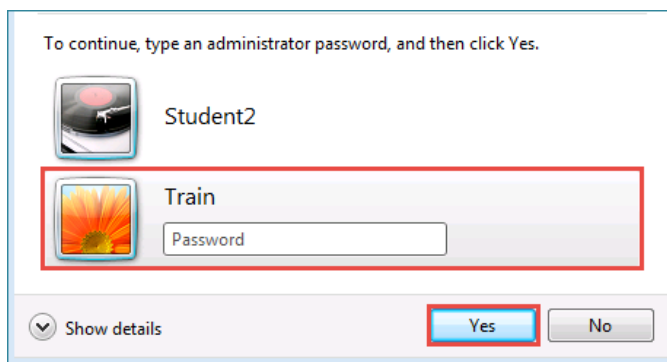 To continue, type an administrator password, and then click Yes.
Student2
Train
Password
Show details
Yes
No